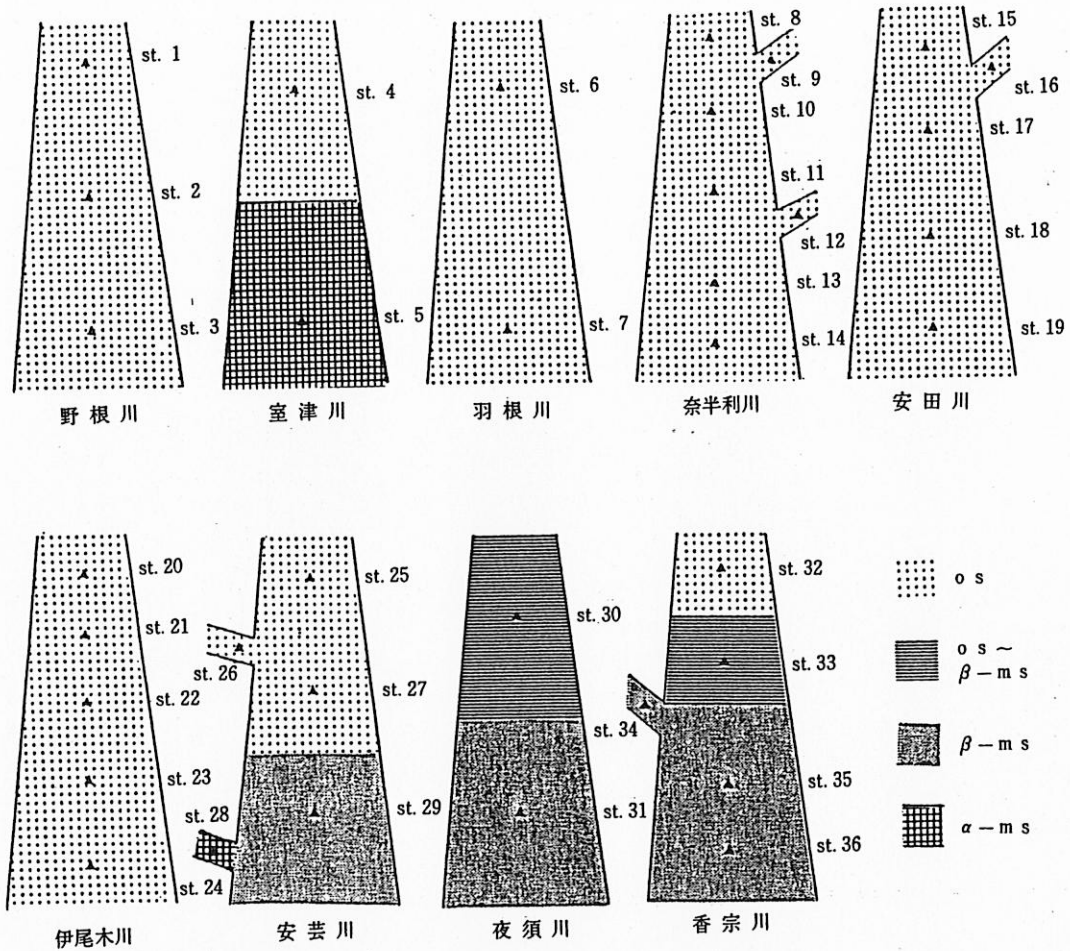 st. 1
st. 2
st. 3
野根川
st. 4
st. 5
室津川
st. 6
st. 7
羽根川
st. 8
st. 9
st. 10
st. 11
st. 12
st. 13
st. 14
奈半利川
st. 15
st. 16
st. 17
st. 18
st. 19
安田川
st. 20
st. 21
st. 22
st. 23
st. 24
伊尾木川
st. 25
st. 26
st. 27
st. 28
st. 29
安芸川
st. 30
st. 31
夜須川
st. 32
st. 33
st. 34
st. 35
st. 36
香宗川
os
os~
β-ms
β-ms
α-ms